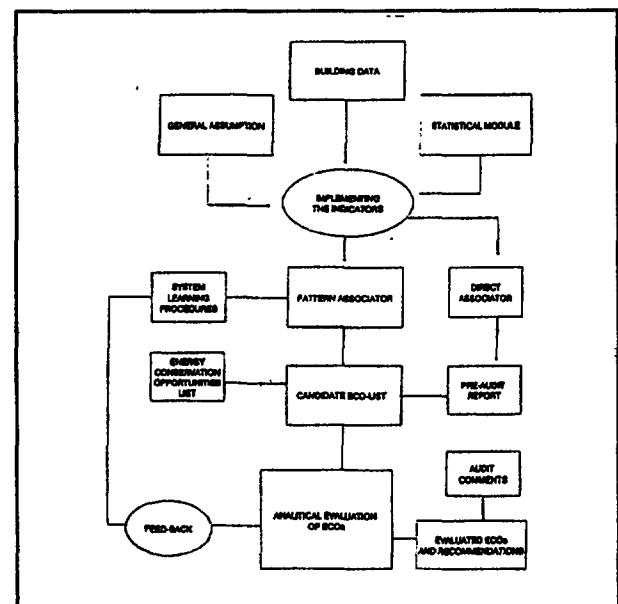 BUILDING DATA
GENERAL ASSUMPTION
STATISTICAL MODULE
IMPLEMENTING
THE INDICATORS
SYSTEM
LEARNING
PROCEDURES
PATTERN ASSOCIATOR
DIRECT
ASSOCIATOR
ENERGY
CONSERVATION
OPPORTUNITIES
LIST
CANDIDATE ECO-LIST
PRE-AUDIT
REPORT
AUDIT
COMMENTS
FEED-BACK
ANALITICAL EVALUATION
OF ECOs
EVALUATED ECOs
AND RECOMMENDATIONS